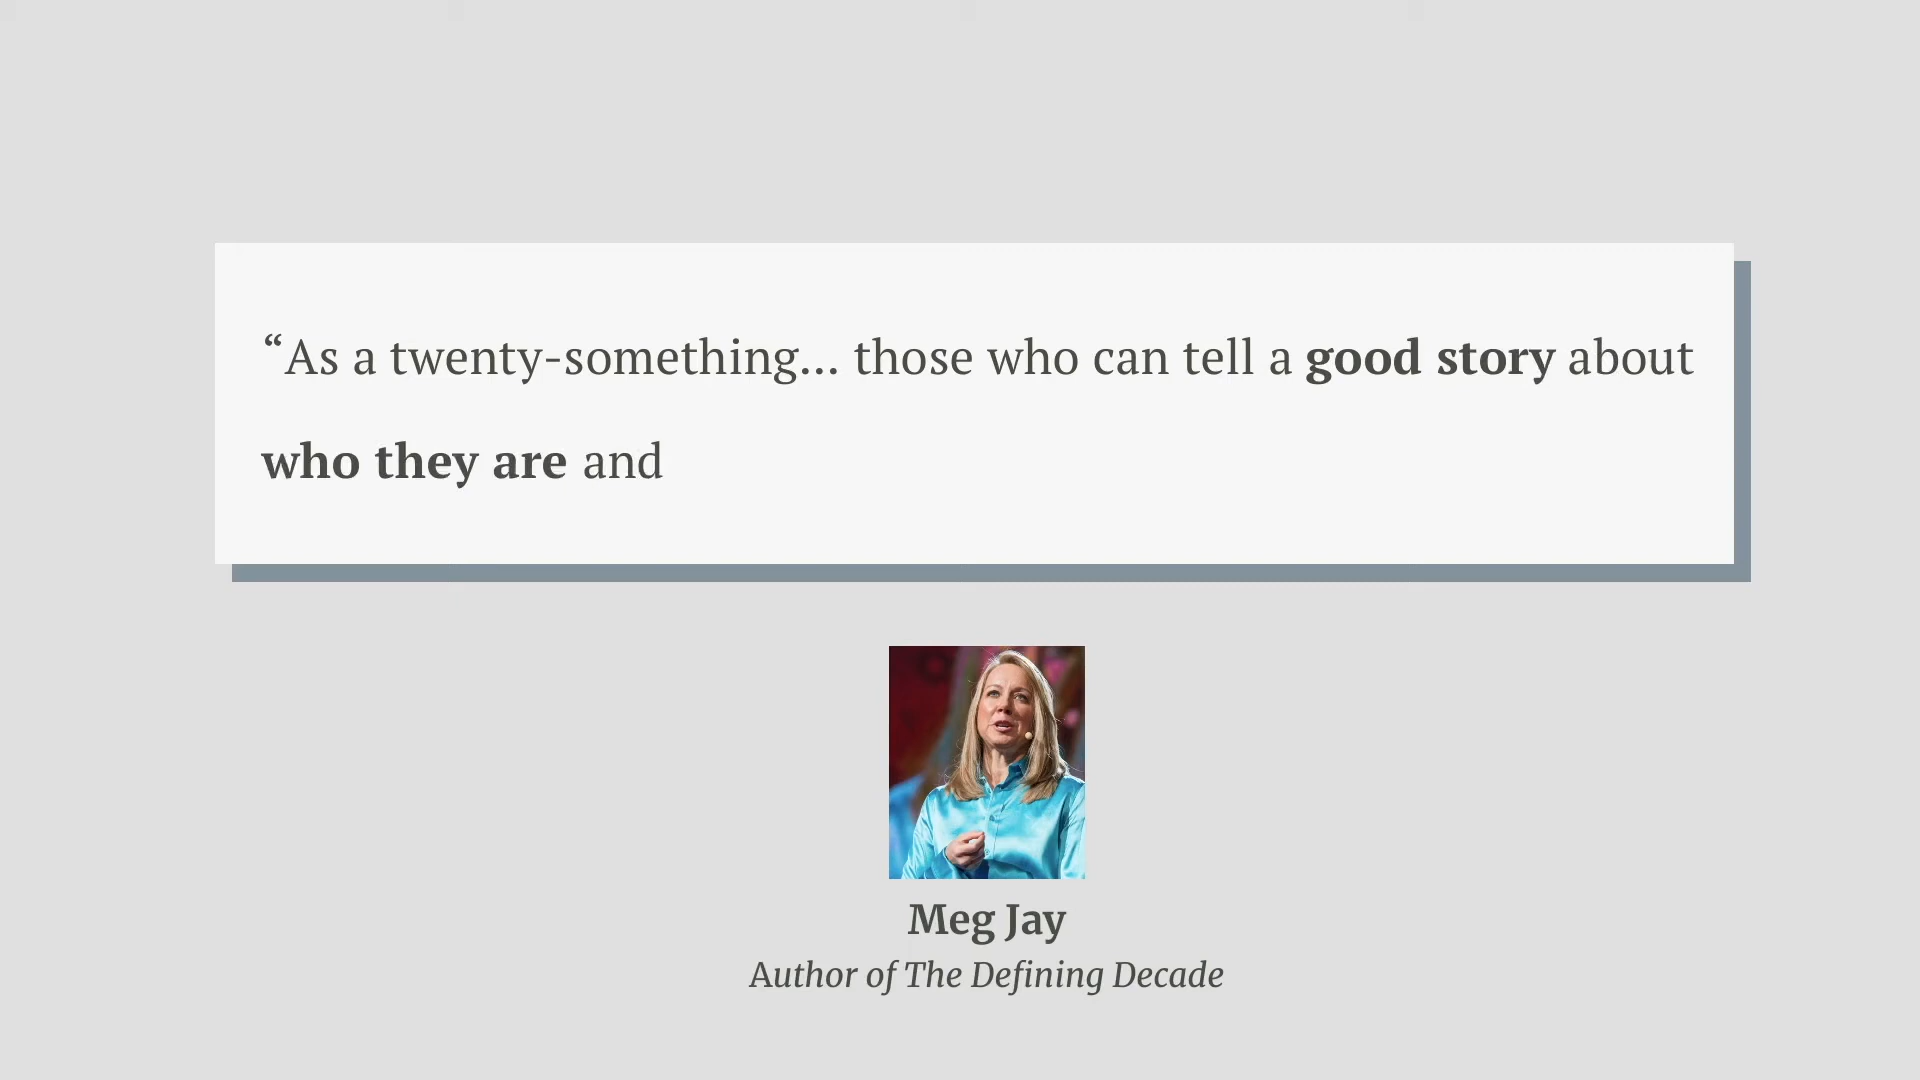 “As a twenty-something... those who can tell a good story about
who they are and
Meg Jay
Author of The Defining Decade